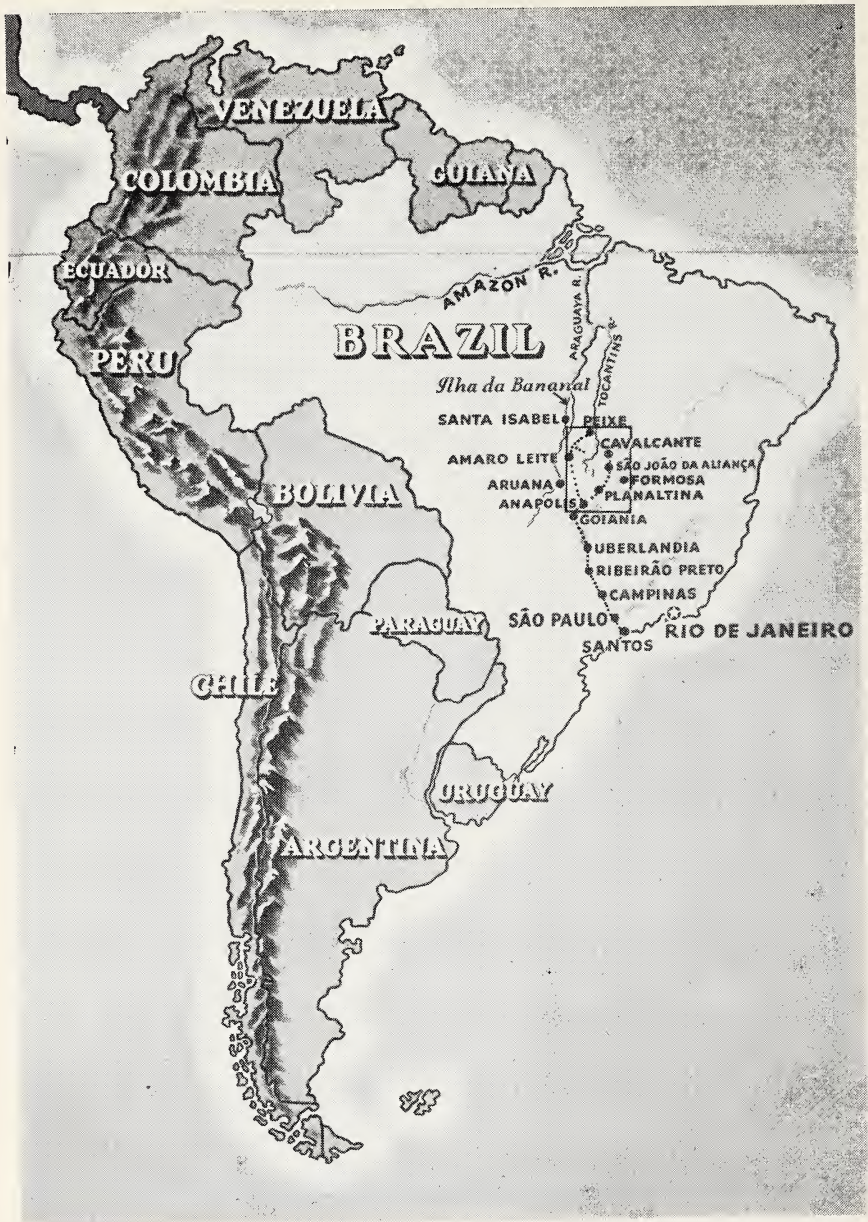 VENEZUELA
COLOMBIA
GUIANA
ECUADOR
AMAZON R.
ARAGUAYA R.
TOCANTINS R.
BRAZIL
PERU
Ilha da Bananal
SANTA ISABEL
PEIXE
CAVALCANTE
AMARO LEITE
SÃO JOÃO DA ALIANÇA
FORMOSA
ARUANA
PLANALTINA
BOLIVIA
ANAPOLIS
GOIANIA
UBERLANDIA
RIBEIRÃO PRETO
CAMPINAS
SÃO PAULO
PARAGUAY
RIO DE JANEIRO
SANTOS
CHILE
URUGUAY
ARGENTINA